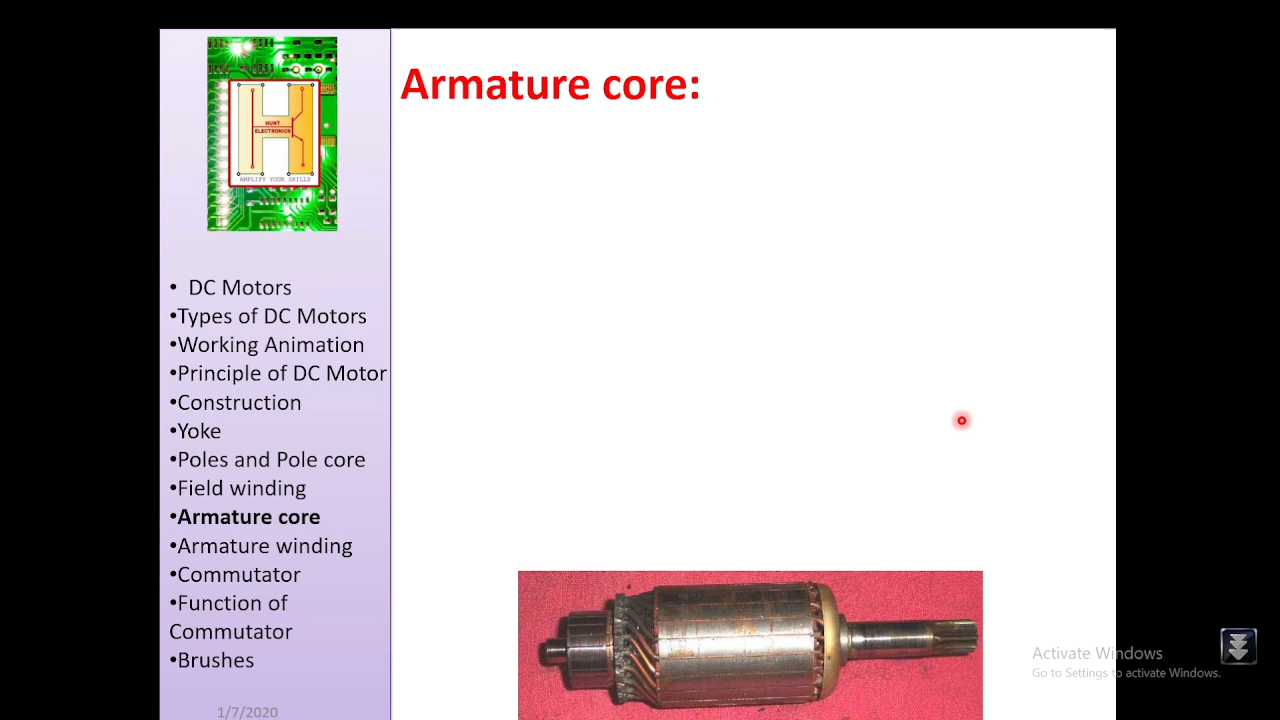 Armature core:
HUNT
ELECTRONICS
AMPLIFY YOUR SKILLS
• DC Motors
•Types of DC Motors
•Working Animation
•Principle of DC Motor
•Construction
•Yoke
•Poles and Pole core
•Field winding
•Armature core
•Armature winding
•Commutator
•Function of
Commutator
•Brushes
1/7/2020
Activate Windows
Go to Settings to activate Windows.